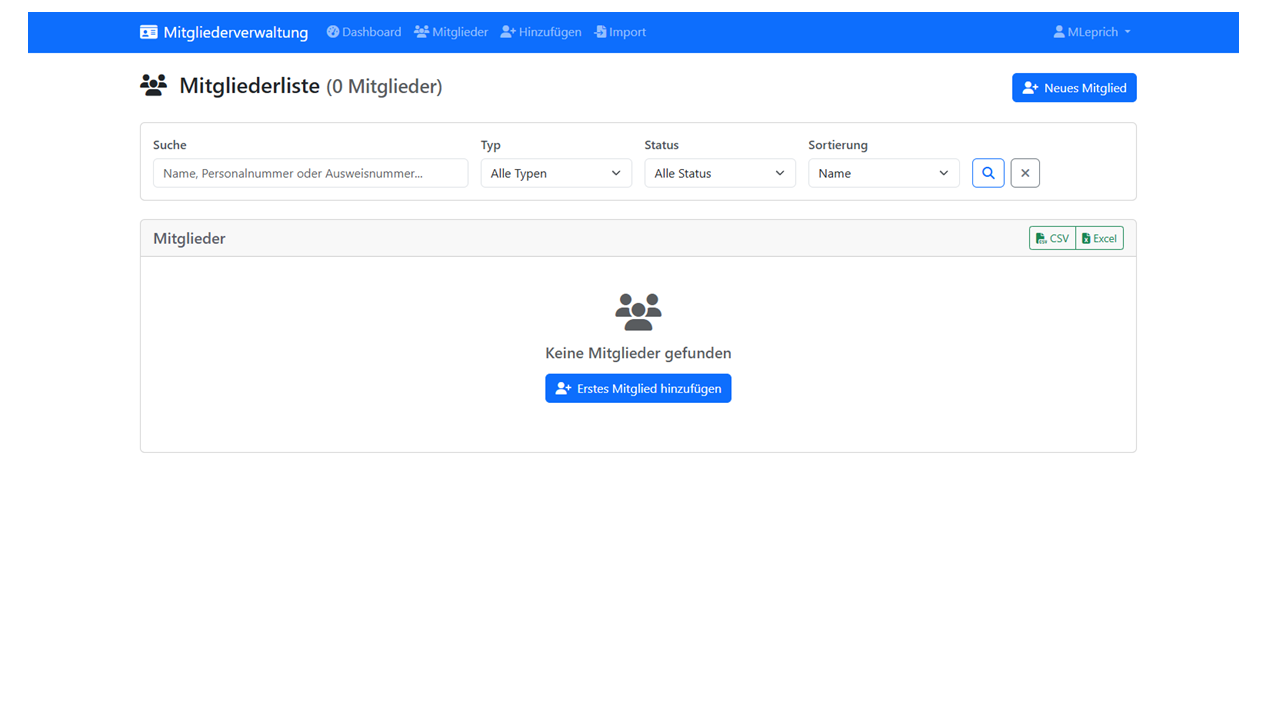 Mitgliederverwaltung Dashboard Mitglieder Hinzufügen Import MLeprich
Mitgliederliste (0 Mitglieder) Neues Mitglied
Suche Typ Status Sortierung
Name, Personalnummer oder Ausweisnummer... Alle Typen Alle Status Name
Mitglieder CSV Excel
Keine Mitglieder gefunden
Erstes Mitglied hinzufügen